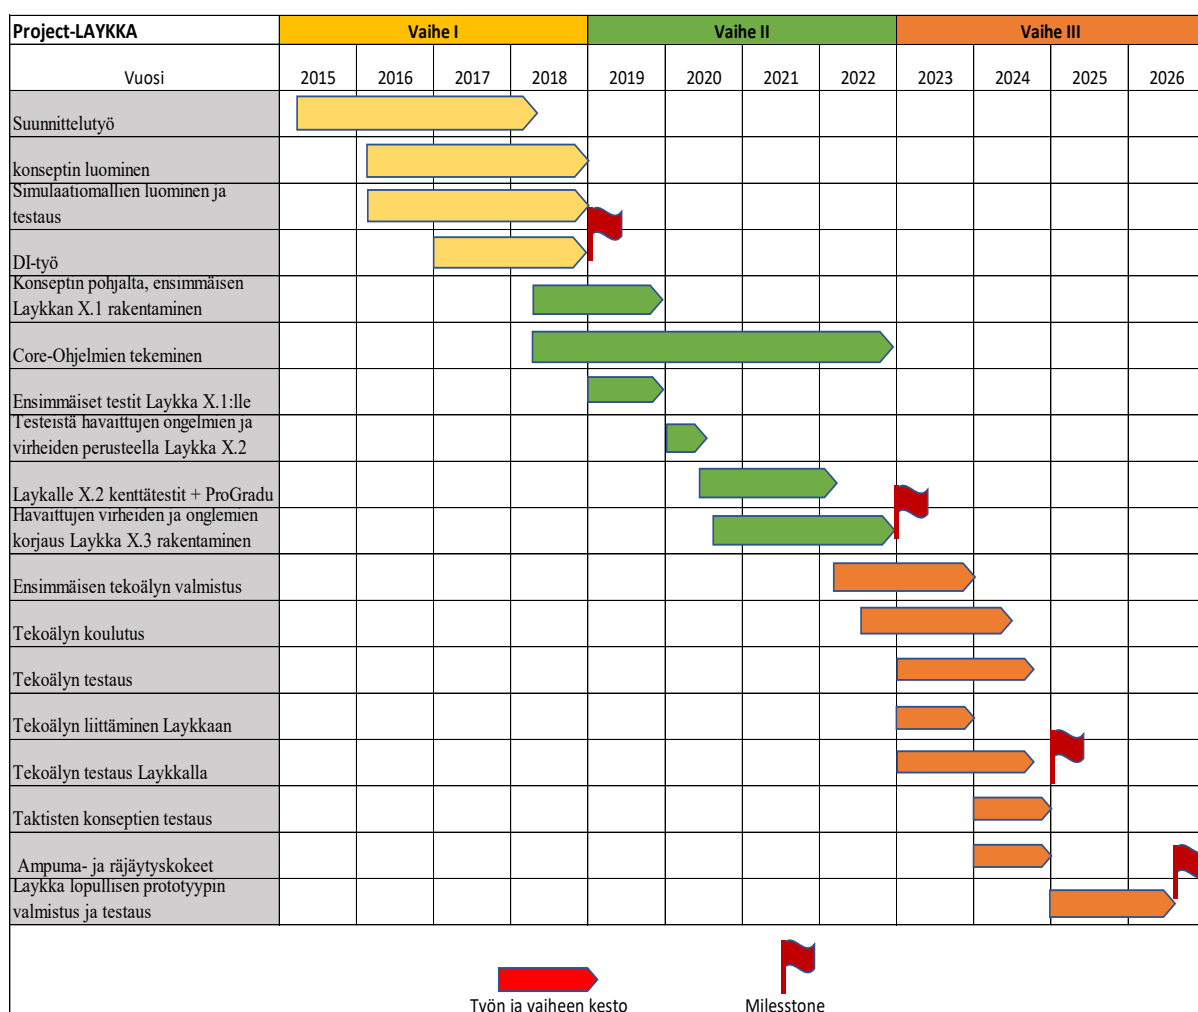 Project-LAYKKA Vaihe I Vaihe II Vaihe III
Vuosi 2015 2016 2017 2018 2019 2020 2021 2022 2023 2024 2025 2026
Suunnittelutyö
konseptin luominen
Simulaatiomallien luominen ja
testaus
DI-työ
Konseptin pohjalta, ensimmäisen
Laykkan X.1 rakentaminen
Core-Ohjelmien tekeminen
Ensimmäiset testit Laykka X.1:lle
Testeistä havaittujen ongelmien ja
virheiden perusteella Laykka X.2
Laykalle X.2 kenttätestit + ProGradu
Havaittujen virheiden ja onglemien
korjaus Laykka X.3 rakentaminen
Ensimmäisen tekoälyn valmistus
Tekoälyn koulutus
Tekoälyn testaus
Tekoälyn liittäminen Laykkaan
Tekoälyn testaus Laykkalla
Taktisten konseptien testaus
Ampuma- ja räjäytyskokeet
Laykka lopullisen prototyypin
valmistus ja testaus
Työn ja vaiheen kesto Milesstone